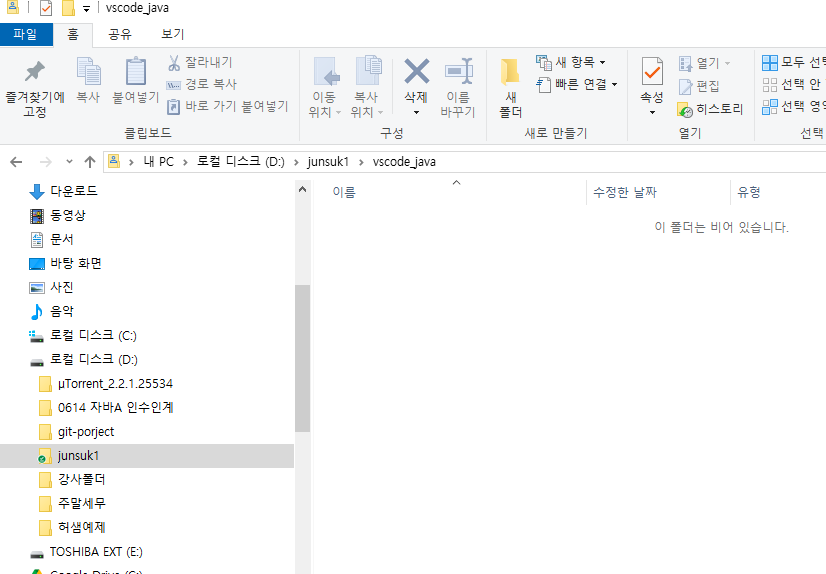 vscode_java
파일 홈 공유 보기
즐겨찾기에 고정
복사
붙여넣기
잘라내기
경로 복사
바로 가기 붙여넣기
클립보드
이동 위치
복사 위치
삭제
이름 바꾸기
구성
새 폴더
새 항목
빠른 연결
새로 만들기
속성
열기
편집
히스토리
열기
모두 선택
선택 안
선택 영역
선택
내 PC > 로컬 디스크 (D:) > junsuk1 > vscode_java
다운로드
동영상
문서
바탕 화면
사진
음악
로컬 디스크 (C:)
로컬 디스크 (D:)
µTorrent_2.2.1.25534
0614 자바A 인수인계
git-porject
junsuk1
강사폴더
주말세무
허샘예제
TOSHIBA EXT (E:)
Google Drive (G:)
이름 수정한 날짜 유형
이 폴더는 비어 있습니다.